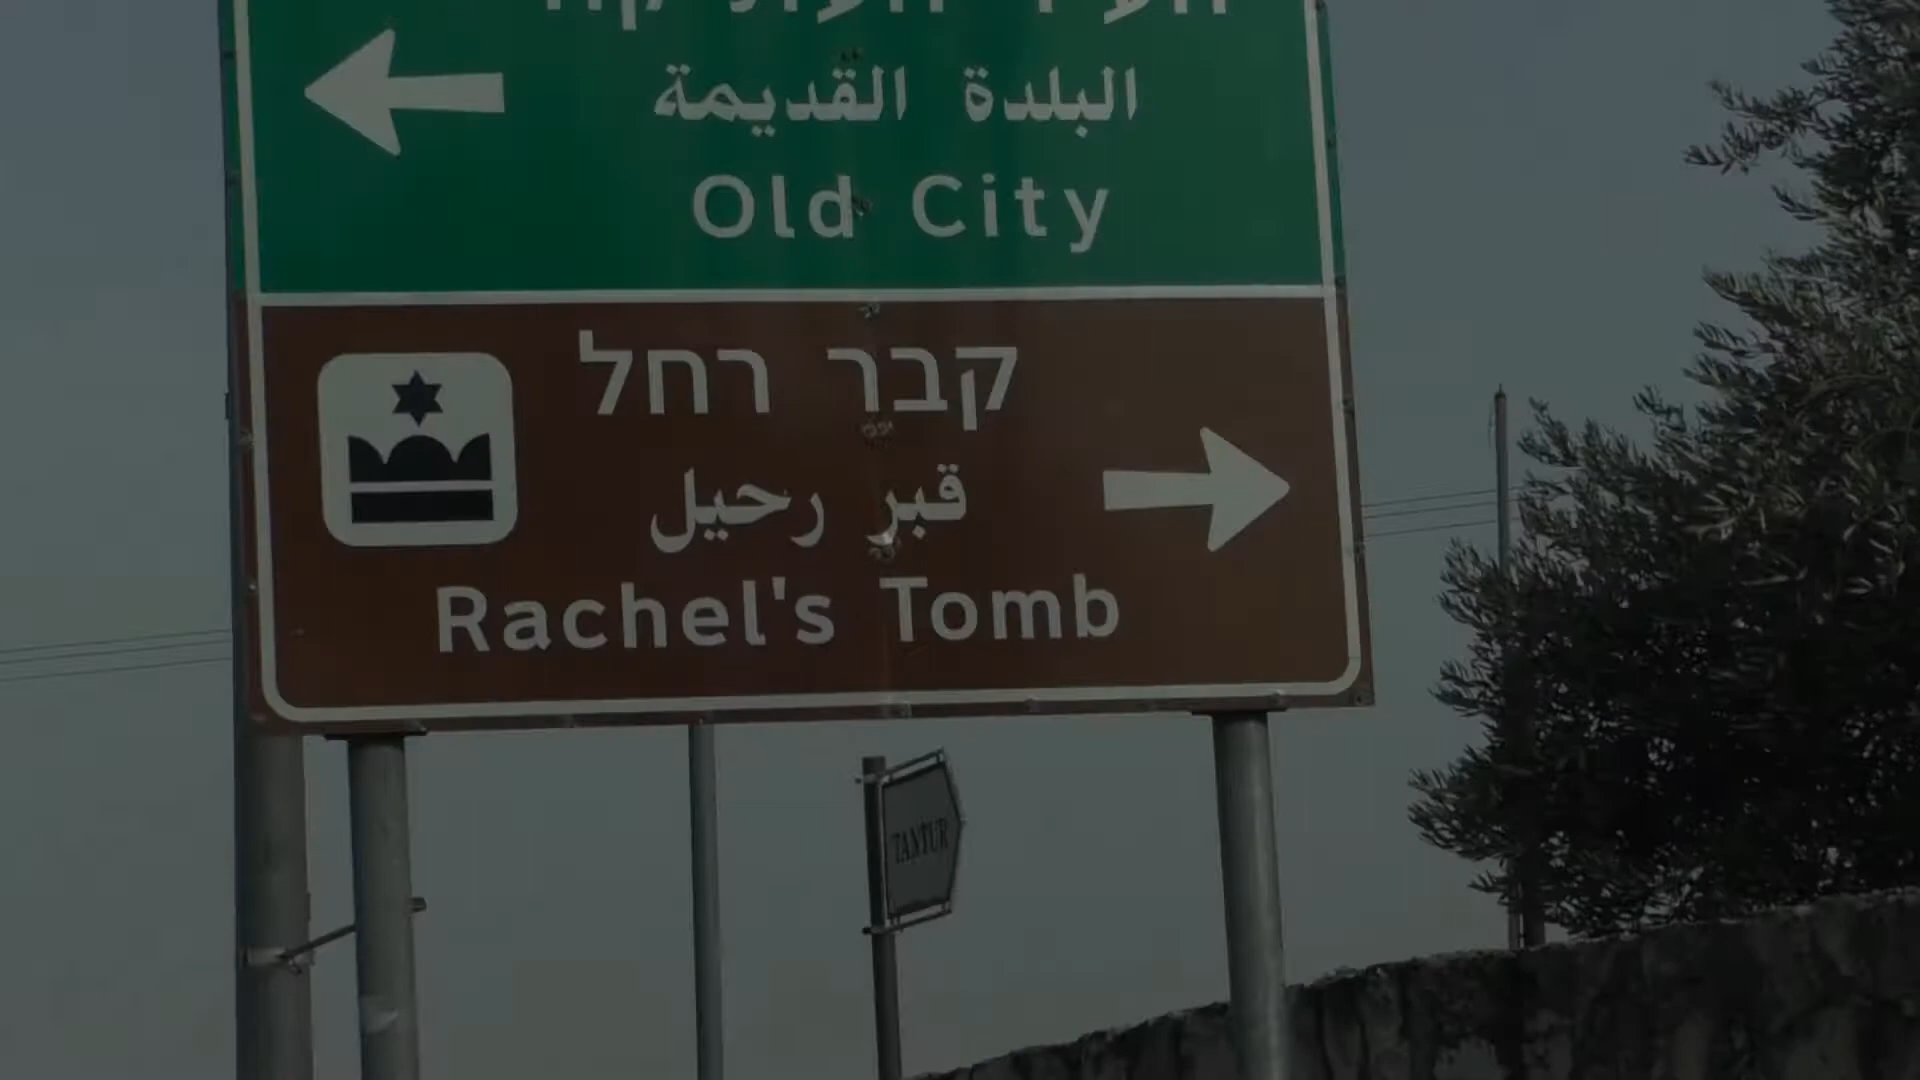 البلدة القديمة
Old City
קבר רחל
قبر رحيل
Rachel's Tomb
TANTUR